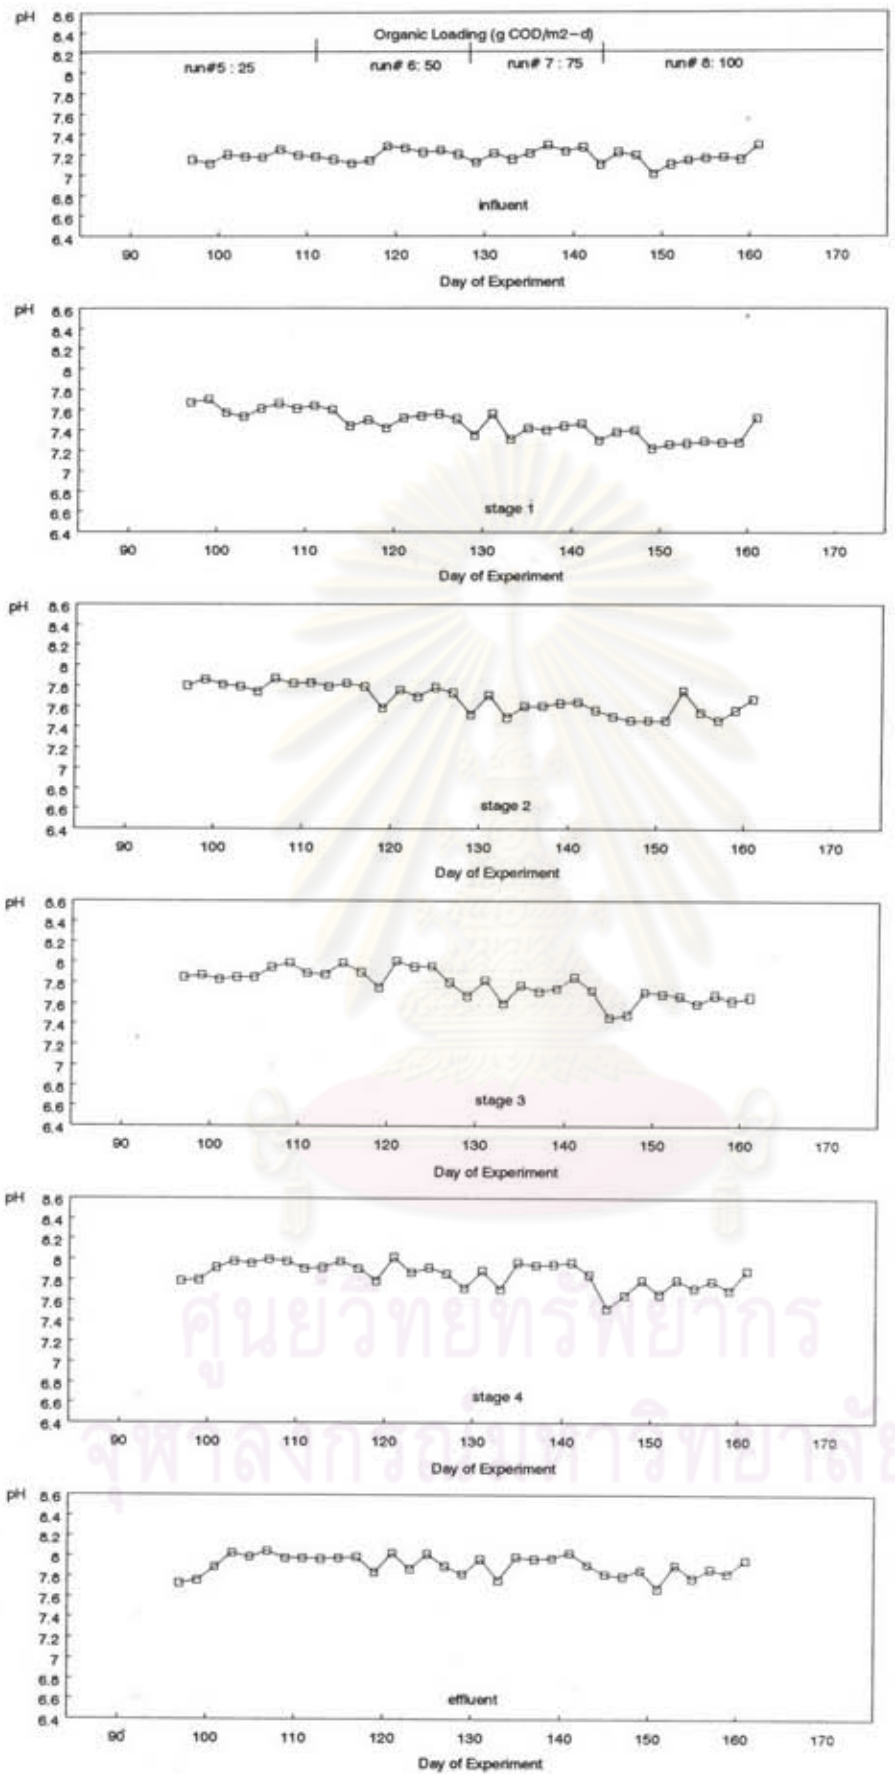 pH
8.6
Organic Loading (g COD/m2-d)
8.4
8.2
run#5 : 25 run# 6: 50 run# 7 : 75 run# 8: 100
8
7.8
7.6
7.4
7.2
7
6.8
influent
6.6
6.4
90 100 110 120 130 140 150 160 170
Day of Experiment
pH
8.6
8.4
8.2
8
7.8
7.6
7.4
7.2
7
6.8
stage 1
6.6
6.4
90 100 110 120 130 140 150 160 170
Day of Experiment
pH
8.6
8.4
8.2
8
7.8
7.6
7.4
7.2
7
6.8
stage 2
6.6
6.4
90 100 110 120 130 140 150 160 170
Day of Experiment
pH
8.6
8.4
8.2
8
7.8
7.6
7.4
7.2
7
6.8
stage 3
6.6
6.4
90 100 110 120 130 140 150 160 170
Day of Experiment
pH
8.6
8.4
8.2
8
7.8
7.6
7.4
7.2
7
6.8
stage 4
6.6
6.4
90 100 110 120 130 140 150 160 170
Day of Experiment
ศูนย์วิทยทรัพยากร
จุฬาลงกรณ์มหาวิทยาลัย
pH
8.6
8.4
8.2
8
7.8
7.6
7.4
7.2
7
6.8
effluent
6.6
6.4
90 100 110 120 130 140 150 160 170
Day of Experiment